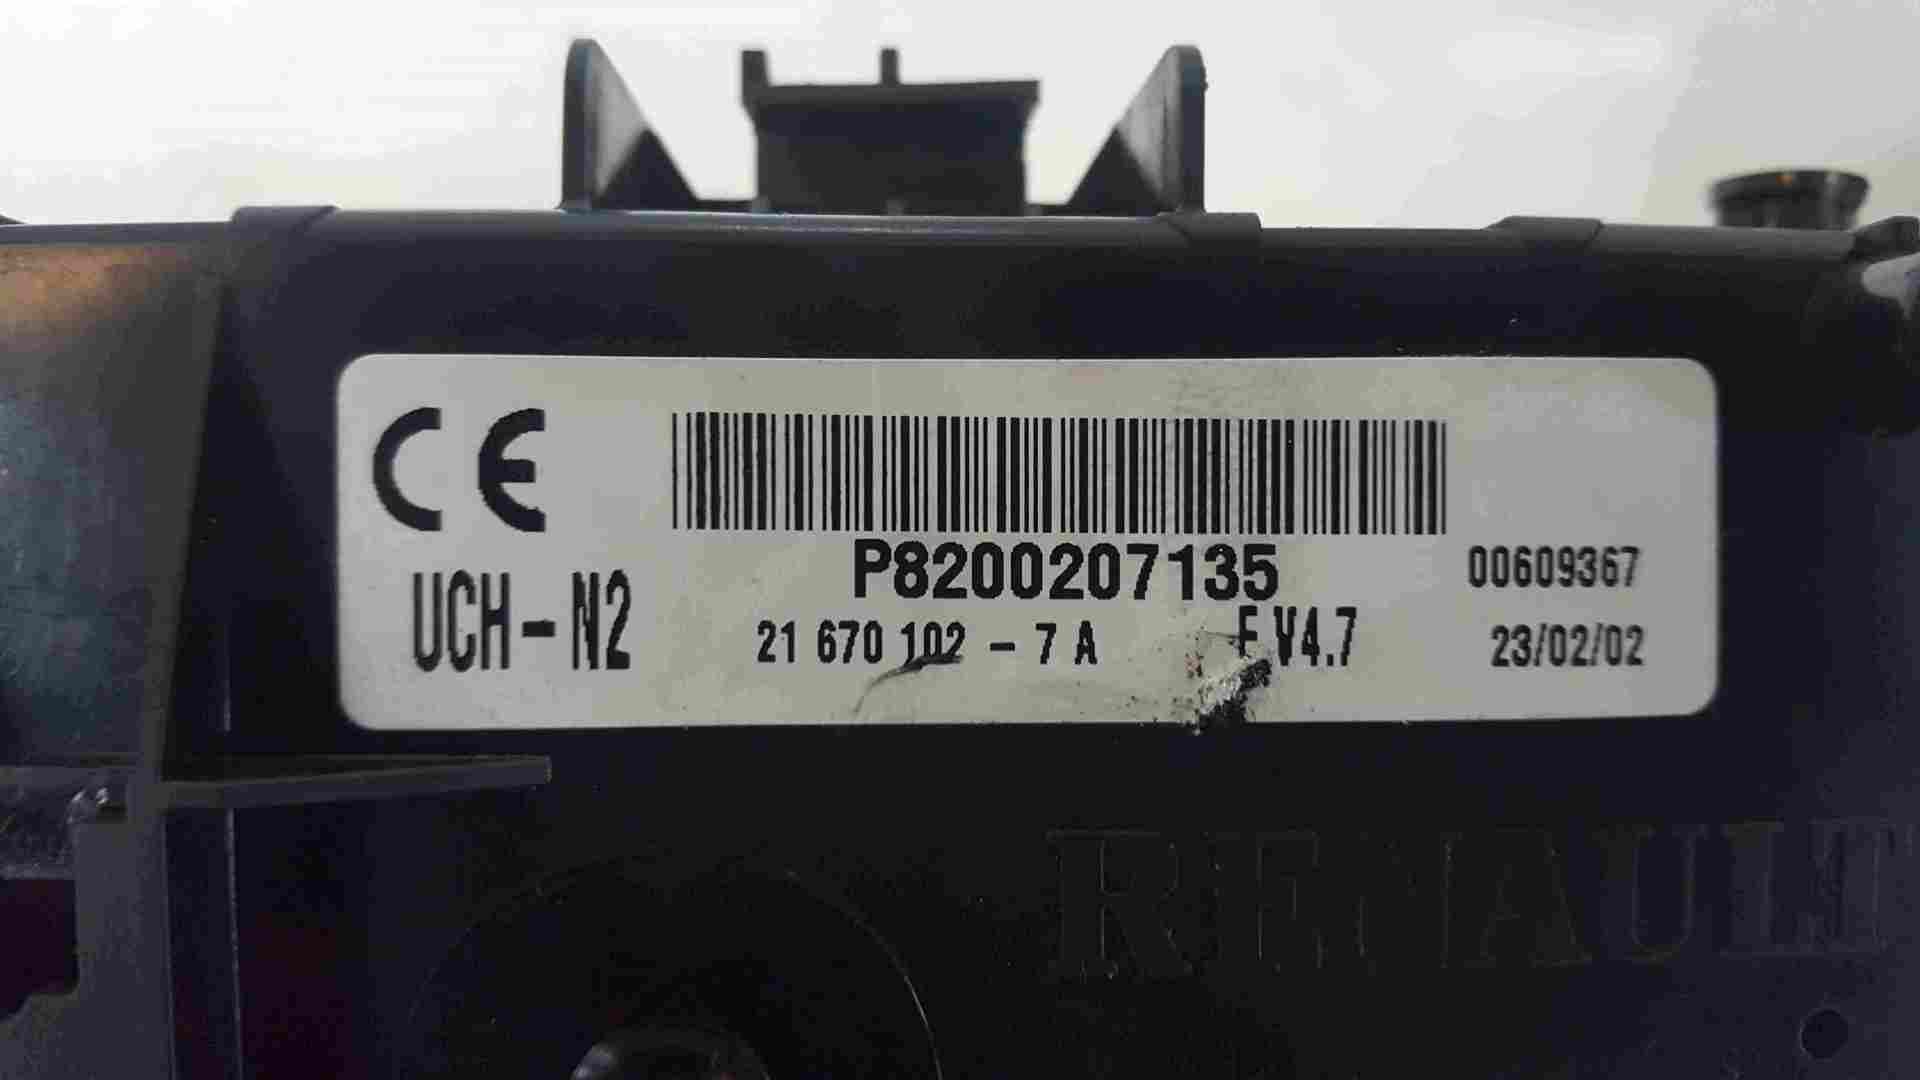 CE
P8200207135
00609367
UCH-N2
21 670 102 - 7 A
V4.7
23/02/02
RENAULT